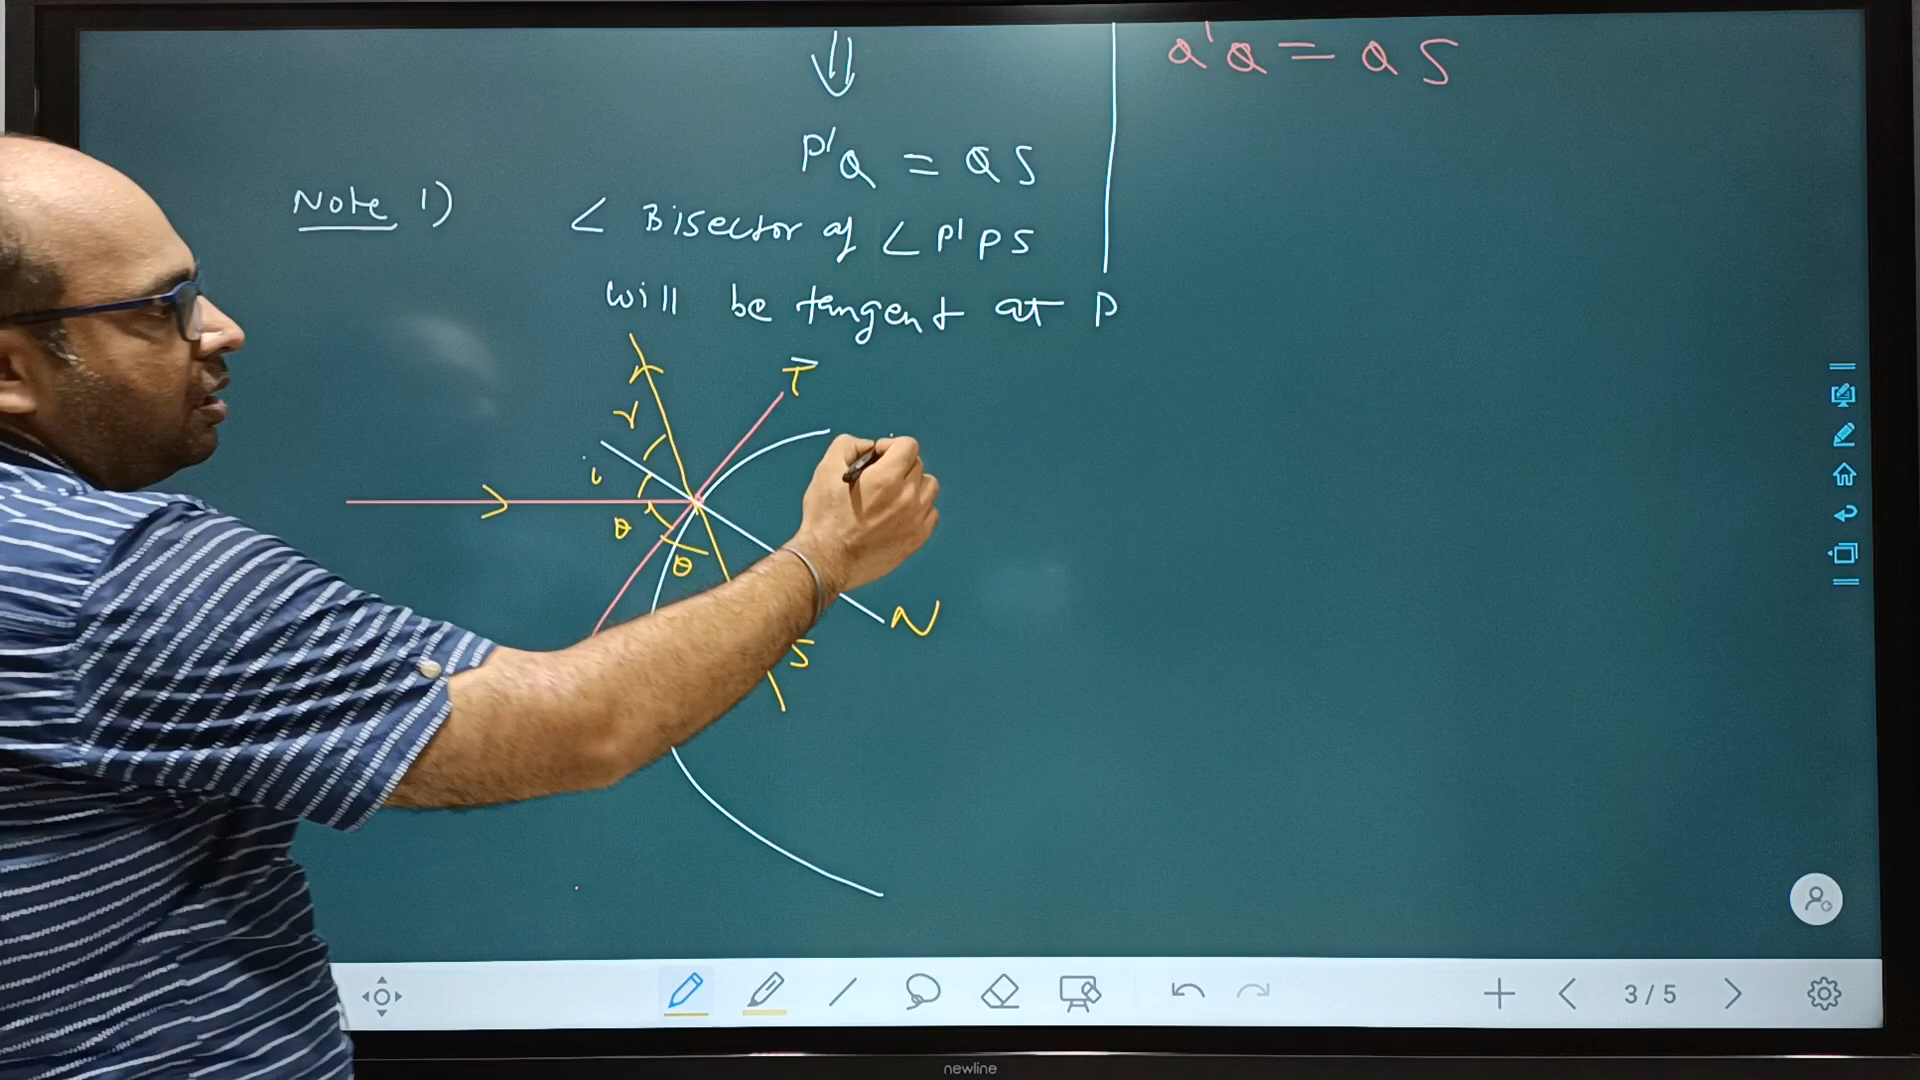 Q'Q = QS
P'Q = QS
Note 1) ∠ Bisector of ∠ P'PS
will be tangent at P
T
r
i
θ
θ
N
S
3 / 5
newline